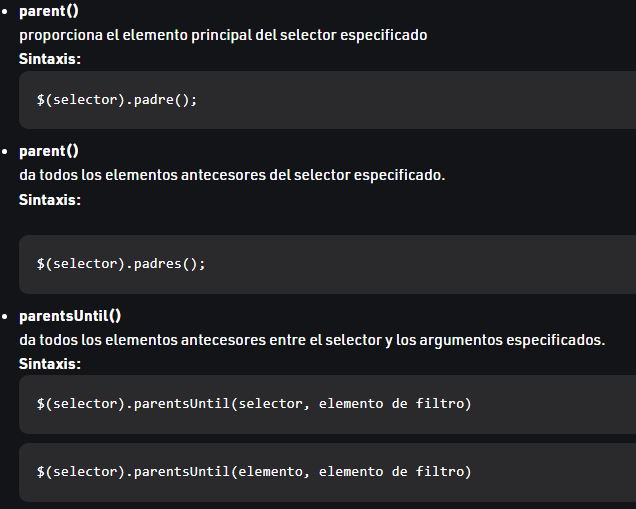 parent()
proporciona el elemento principal del selector especificado
Sintaxis:
$(selector).padre();
parent()
da todos los elementos antecesores del selector especificado.
Sintaxis:
$(selector).padres();
parentsUntil()
da todos los elementos antecesores entre el selector y los argumentos especificados.
Sintaxis:
$(selector).parentsUntil(selector, elemento de filtro)
$(selector).parentsUntil(elemento, elemento de filtro)